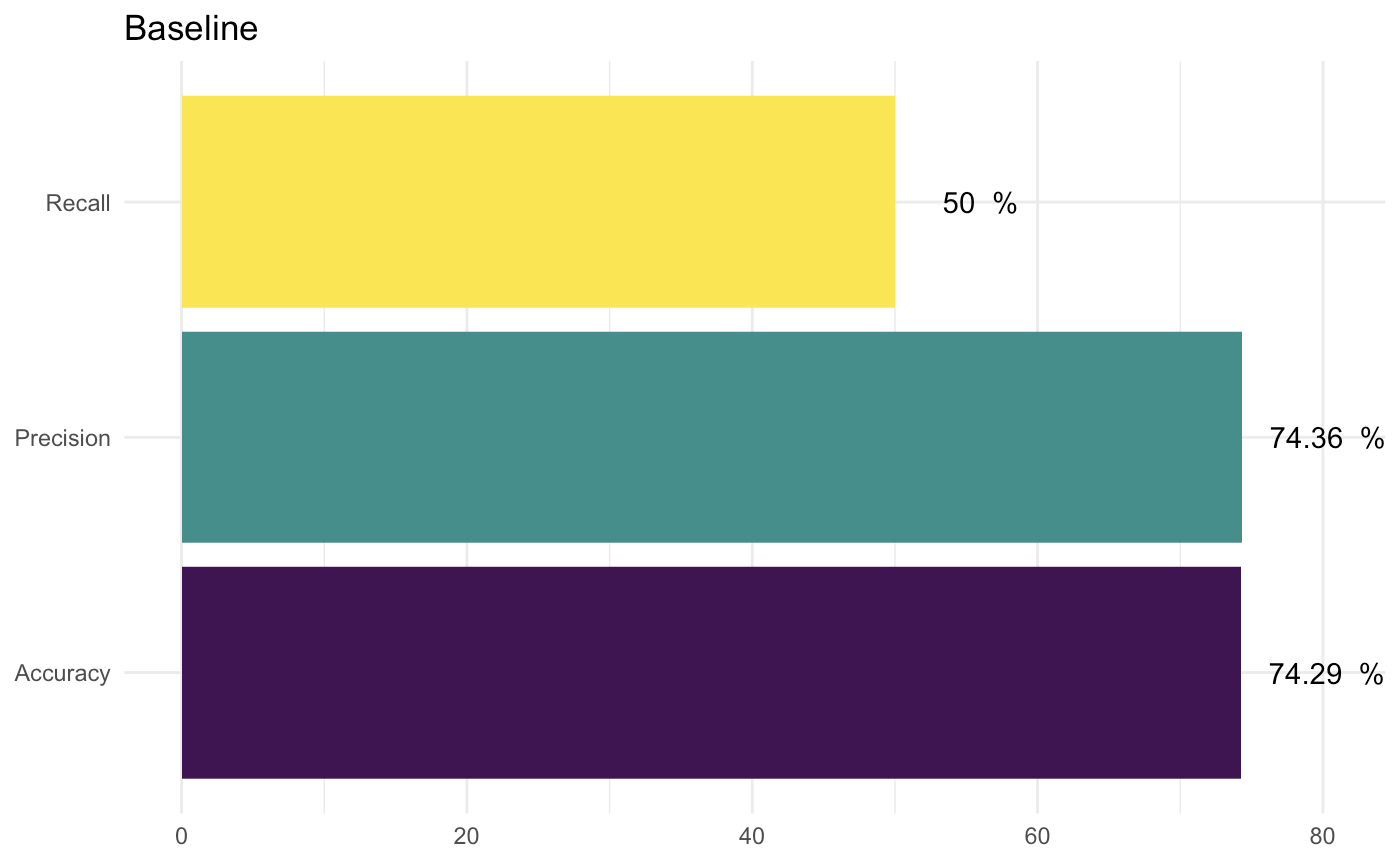 Baseline
Recall
50 %
Precision
74.36 %
Accuracy
74.29 %
0 20 40 60 80